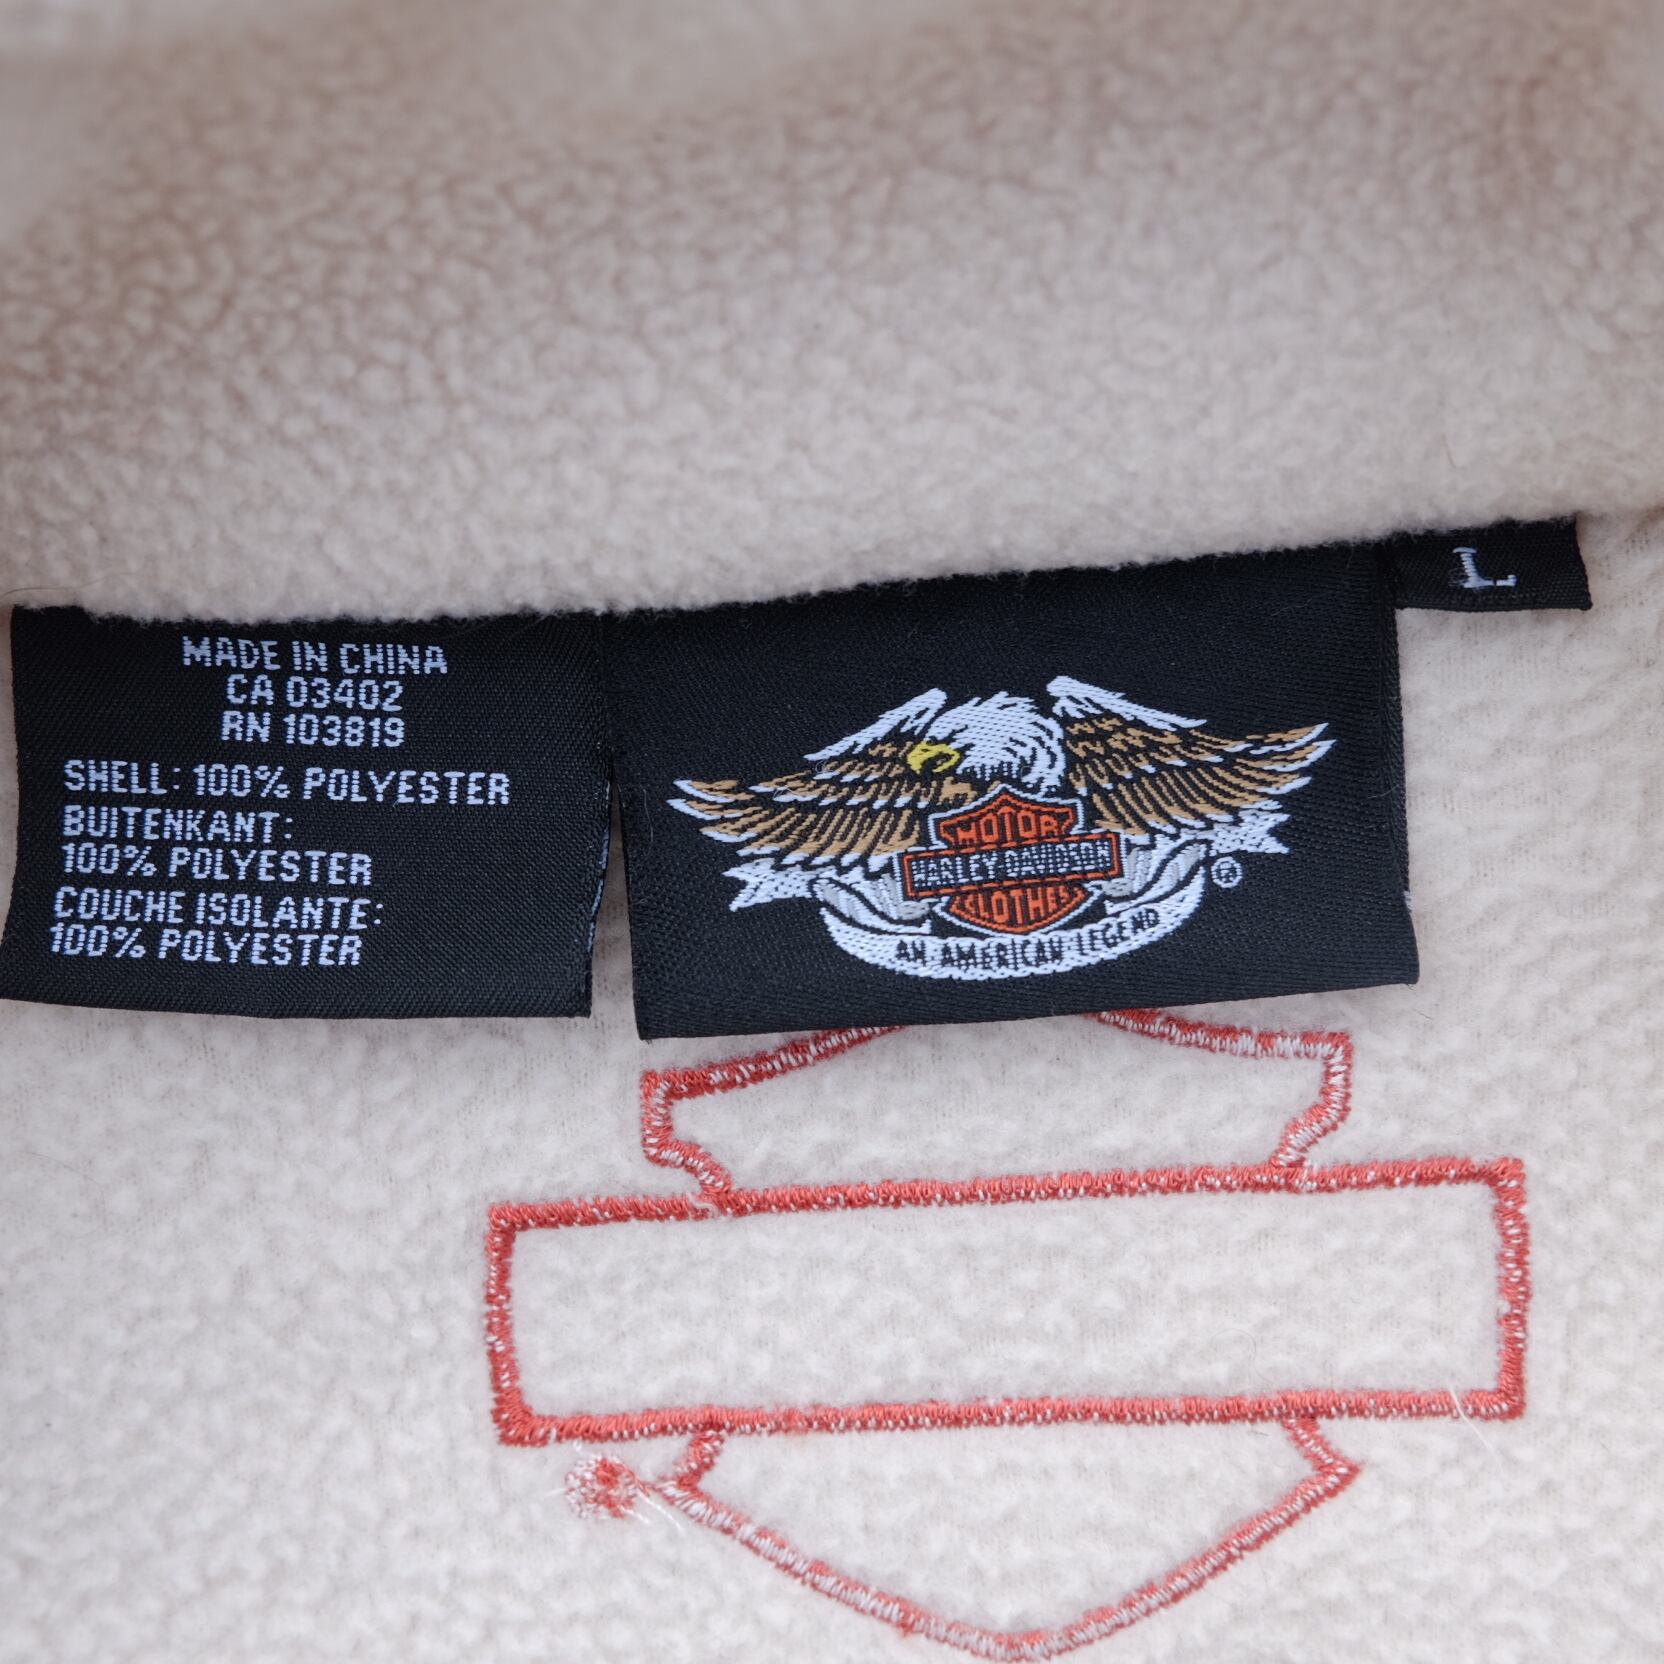 MADE IN CHINA
CA 03402
RN 103819
SHELL: 100% POLYESTER
BUITENKANT:
100% POLYESTER
COUCHE ISOLANTE:
100% POLYESTER
MOTOR
HARLEY-DAVIDSON
CLOTHES
AN AMERICAN LEGEND
®
L